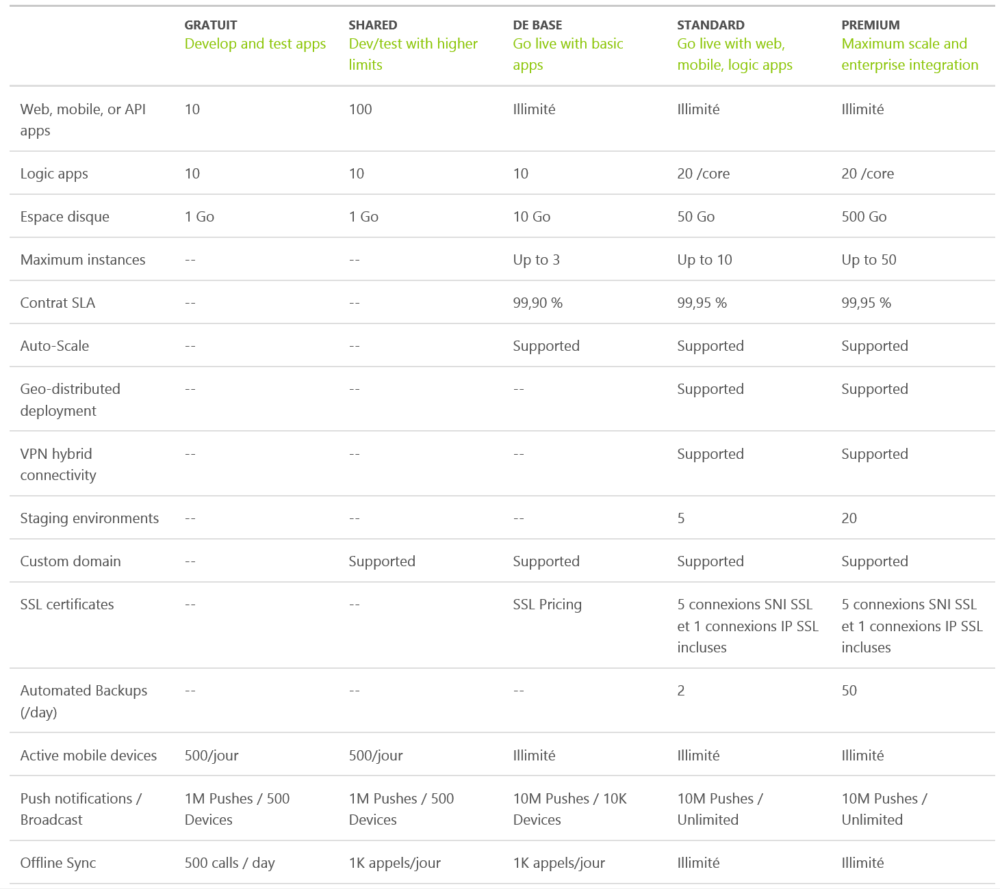 GRATUIT SHARED DE BASE STANDARD PREMIUM
Develop and test apps Dev/test with higher Go live with basic Go live with web, Maximum scale and
limits apps mobile, logic apps enterprise integration
Web, mobile, or API 10 100 Illimité Illimité Illimité
apps
Logic apps 10 10 10 20 /core 20 /core
Espace disque 1 Go 1 Go 10 Go 50 Go 500 Go
Maximum instances -- -- Up to 3 Up to 10 Up to 50
Contrat SLA -- -- 99,90 % 99,95 % 99,95 %
Auto-Scale -- -- Supported Supported Supported
Geo-distributed -- -- -- Supported Supported
deployment
VPN hybrid -- -- -- Supported Supported
connectivity
Staging environments -- -- -- 5 20
Custom domain -- Supported Supported Supported Supported
SSL certificates -- -- SSL Pricing 5 connexions SNI SSL 5 connexions SNI SSL
et 1 connexions IP SSL et 1 connexions IP SSL
incluses incluses
Automated Backups -- -- -- 2 50
(/day)
Active mobile devices 500/jour 500/jour Illimité Illimité Illimité
Push notifications / 1M Pushes / 500 1M Pushes / 500 10M Pushes / 10K 10M Pushes / 10M Pushes /
Broadcast Devices Devices Devices Unlimited Unlimited
Offline Sync 500 calls / day 1K appels/jour 1K appels/jour Illimité Illimité